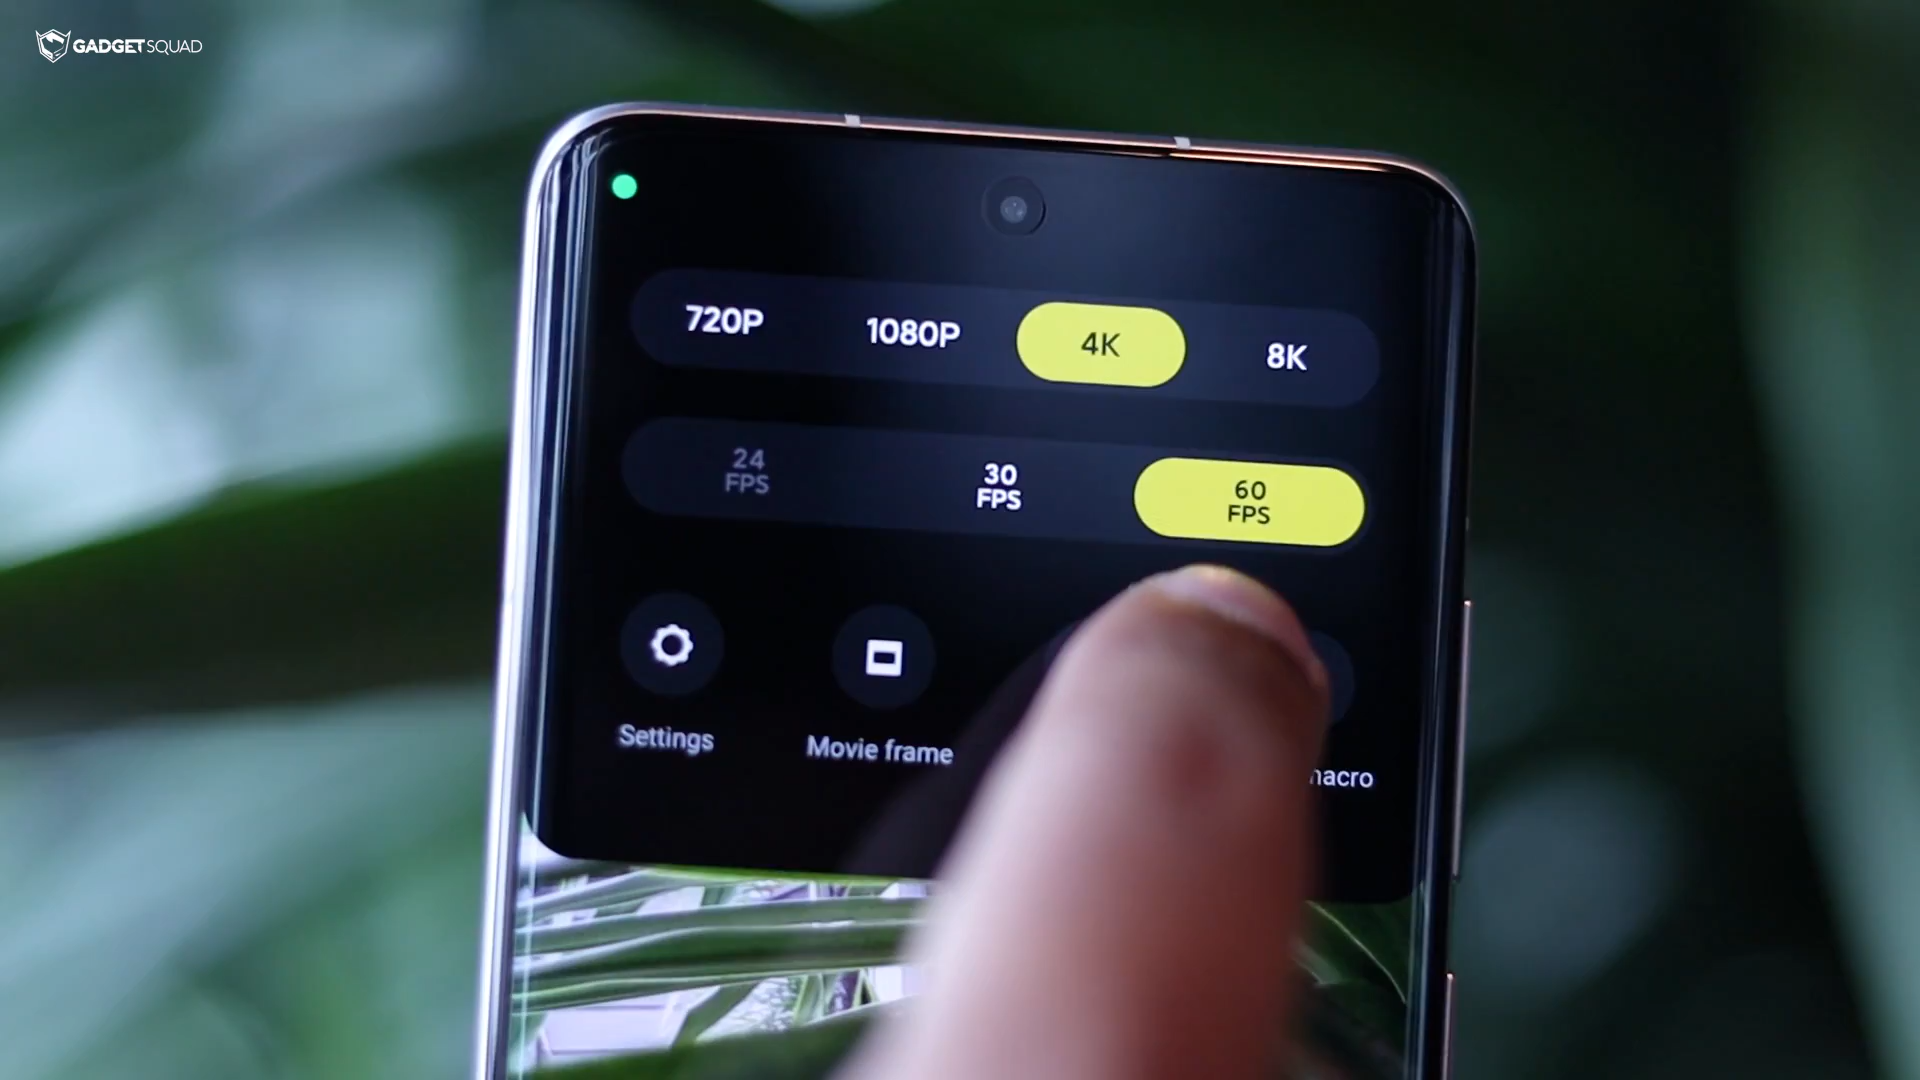 GADGETSQUAD
720P 1080P 4K 8K
24 FPS
30 FPS
60 FPS
Settings
Movie frame